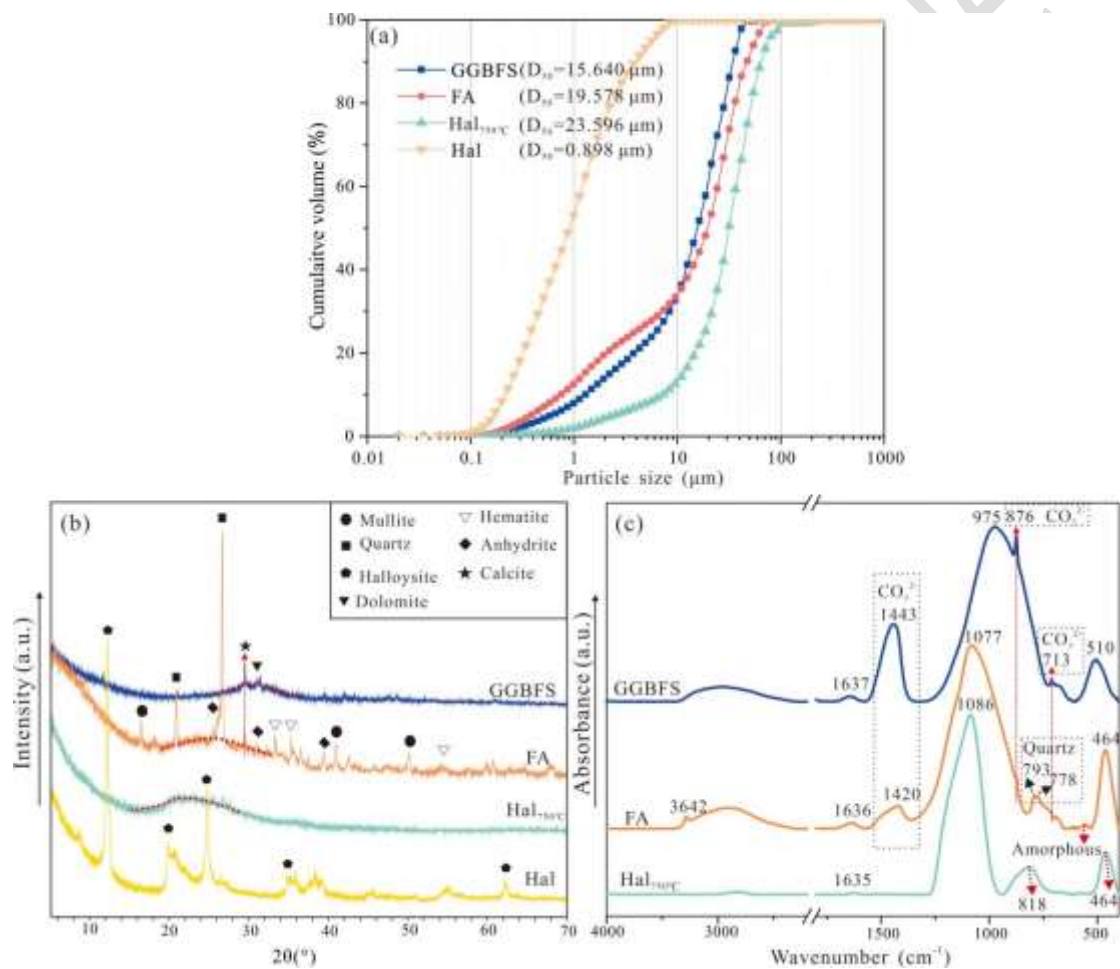 (a)
100
80
60
40
20
0
Cumulaitve volume (%)
GGBFS (D₅₀=15.640 μm)
FA (D₅₀=19.578 μm)
Hal₇₅₀℃ (D₅₀=23.596 μm)
Hal (D₅₀=0.898 μm)
0.01 0.1 1 10 100 1000
Particle size (μm)
(b)
Mullite
Quartz
Halloysite
Dolomite
Hematite
Anhydrite
Calcite
Intensity (a.u.)
GGBFS
FA
Hal₇₅₀℃
Hal
10 20 30 40 50 60 70
2θ(°)
(c)
975 876 CO₃²⁻
CO₃²⁻
1443
CO₃²⁻
713
510
1637
GGBFS
1077
1086
Quartz
793
778
464
3642
1636
1420
FA
Amorphous
Hal₇₅₀℃
1635
818
464
Absorbance (a.u.)
4000 3000 1500 1000 500
Wavenumber (cm⁻¹)